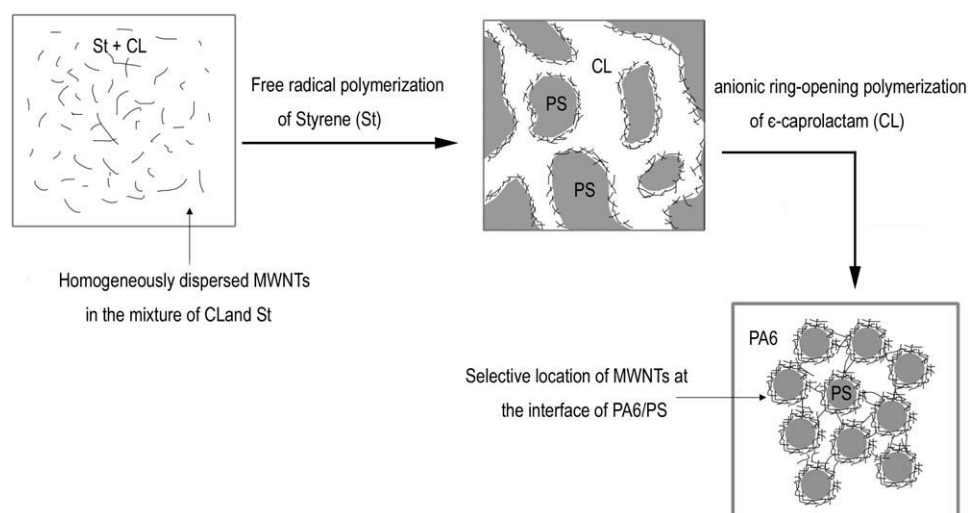 St + CL
Free radical polymerization
of Styrene (St)
CL
PS
PS
anionic ring-opening polymerization
of ϵ-caprolactam (CL)
Homogeneously dispersed MWNTs
in the mixture of CLand St
PA6
PS
Selective location of MWNTs at
the interface of PA6/PS